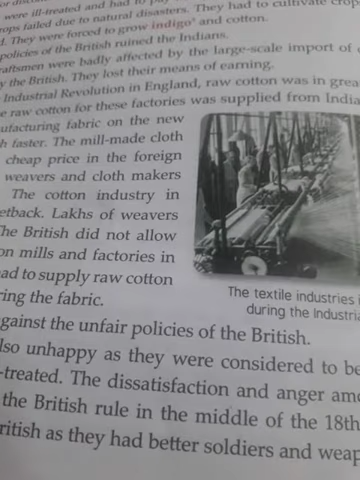 were ill-treated and had to pay
rops failed due to natural disasters. They had to cultivate crop
d. They were forced to grow indigo and cotton.
policies of the British ruined the Indians.
raftsmen were badly affected by the large-scale import of
y the British. They lost their means of earning.
Industrial Revolution in England, raw cotton was in grea
e raw cotton for these factories was supplied from Indi
ufacturing fabric on the new
h faster. The mill-made cloth
cheap price in the foreign
weavers and cloth makers
The cotton industry in
etback. Lakhs of weavers
The British did not allow
on mills and factories in
ad to supply raw cotton
ring the fabric.
The textile industries i
during the Industria
gainst the unfair policies of the British.
lso unhappy as they were considered to be
-treated. The dissatisfaction and anger amo
the British rule in the middle of the 18th
ritish as they had better soldiers and weap